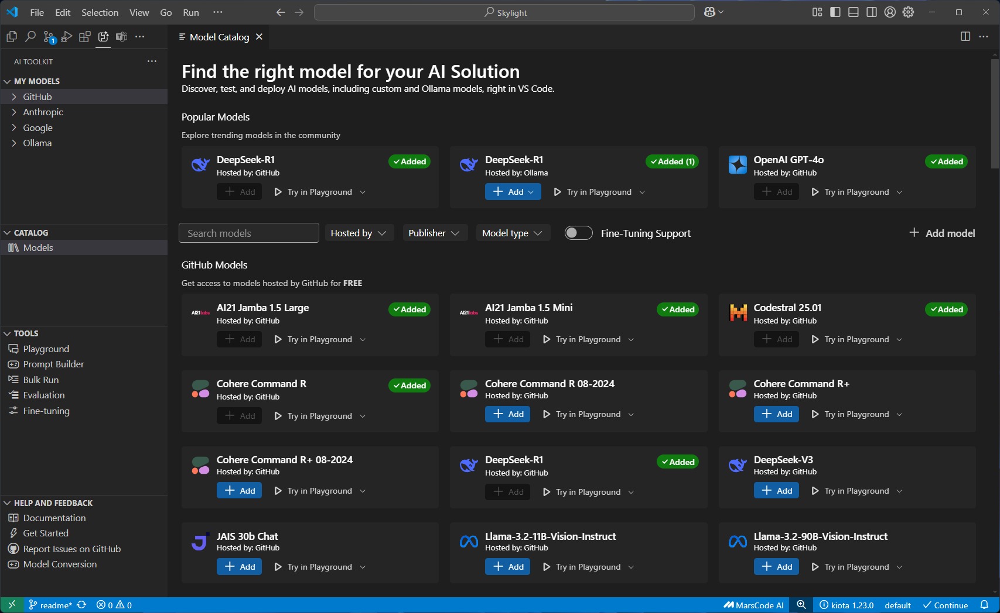 File Edit Selection View Go Run ···
Skylight
1
Model Catalog
AI TOOLKIT
MY MODELS
GitHub
Anthropic
Google
Ollama
CATALOG
Models
TOOLS
Playground
Prompt Builder
Bulk Run
Evaluation
Fine-tuning
HELP AND FEEDBACK
Documentation
Get Started
Report Issues on GitHub
Model Conversion
Find the right model for your AI Solution
Discover, test, and deploy AI models, including custom and Ollama models, right in VS Code.
Popular Models
Explore trending models in the community
DeepSeek-R1
Added
Hosted by: GitHub
Add Try in Playground
DeepSeek-R1
Added (1)
Hosted by: Ollama
Add Try in Playground
OpenAI GPT-4o
Added
Hosted by: GitHub
Add Try in Playground
Search models Hosted by Publisher Model type Fine-Tuning Support Add model
GitHub Models
Get access to models hosted by GitHub for FREE
AI21labs
AI21 Jamba 1.5 Large
Added
Hosted by: GitHub
Add Try in Playground
AI21labs
AI21 Jamba 1.5 Mini
Added
Hosted by: GitHub
Add Try in Playground
Codestral 25.01
Added
Hosted by: GitHub
Add Try in Playground
Cohere Command R
Added
Hosted by: GitHub
Add Try in Playground
Cohere Command R 08-2024
Hosted by: GitHub
Add Try in Playground
Cohere Command R+
Hosted by: GitHub
Add Try in Playground
Cohere Command R+ 08-2024
Hosted by: GitHub
Add Try in Playground
DeepSeek-R1
Added
Hosted by: GitHub
Add Try in Playground
DeepSeek-V3
Hosted by: GitHub
Add Try in Playground
JAIS 30b Chat
Hosted by: GitHub
Add Try in Playground
Llama-3.2-11B-Vision-Instruct
Hosted by: GitHub
Add Try in Playground
Llama-3.2-90B-Vision-Instruct
Hosted by: GitHub
Add Try in Playground
readme* 0 0 MarsCode AI kiota 1.23.0 default Continue